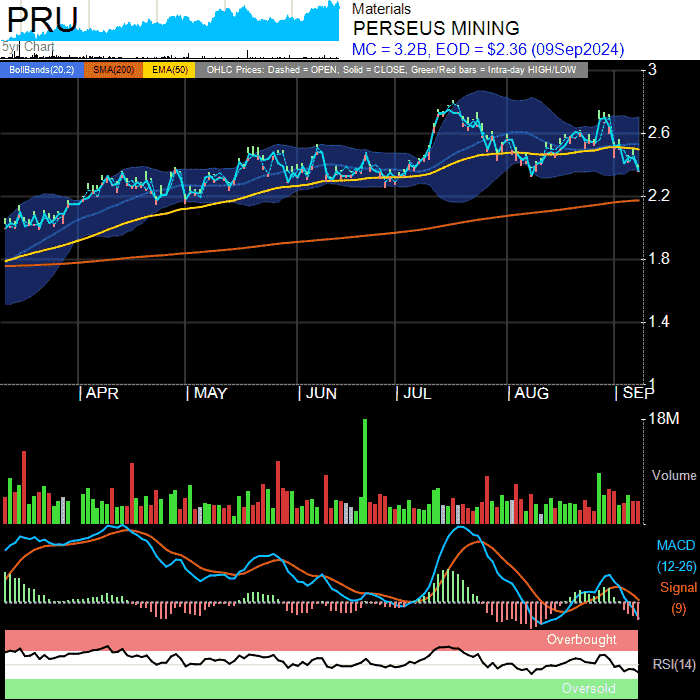 PRU
5yr Chart
Materials
PERSEUS MINING
MC = 3.2B, EOD = $2.36 (09Sep2024)
BollBands(20,2) SMA(200) EMA(50) OHLC Prices: Dashed = OPEN, Solid = CLOSE, Green/Red bars = Intra-day HIGH/LOW
3
2.6
2.2
1.8
1.4
1
| APR | MAY | JUN | JUL | AUG | SEP
18M
Volume
MACD
(12-26)
Signal
(9)
Overbought
RSI(14)
Oversold